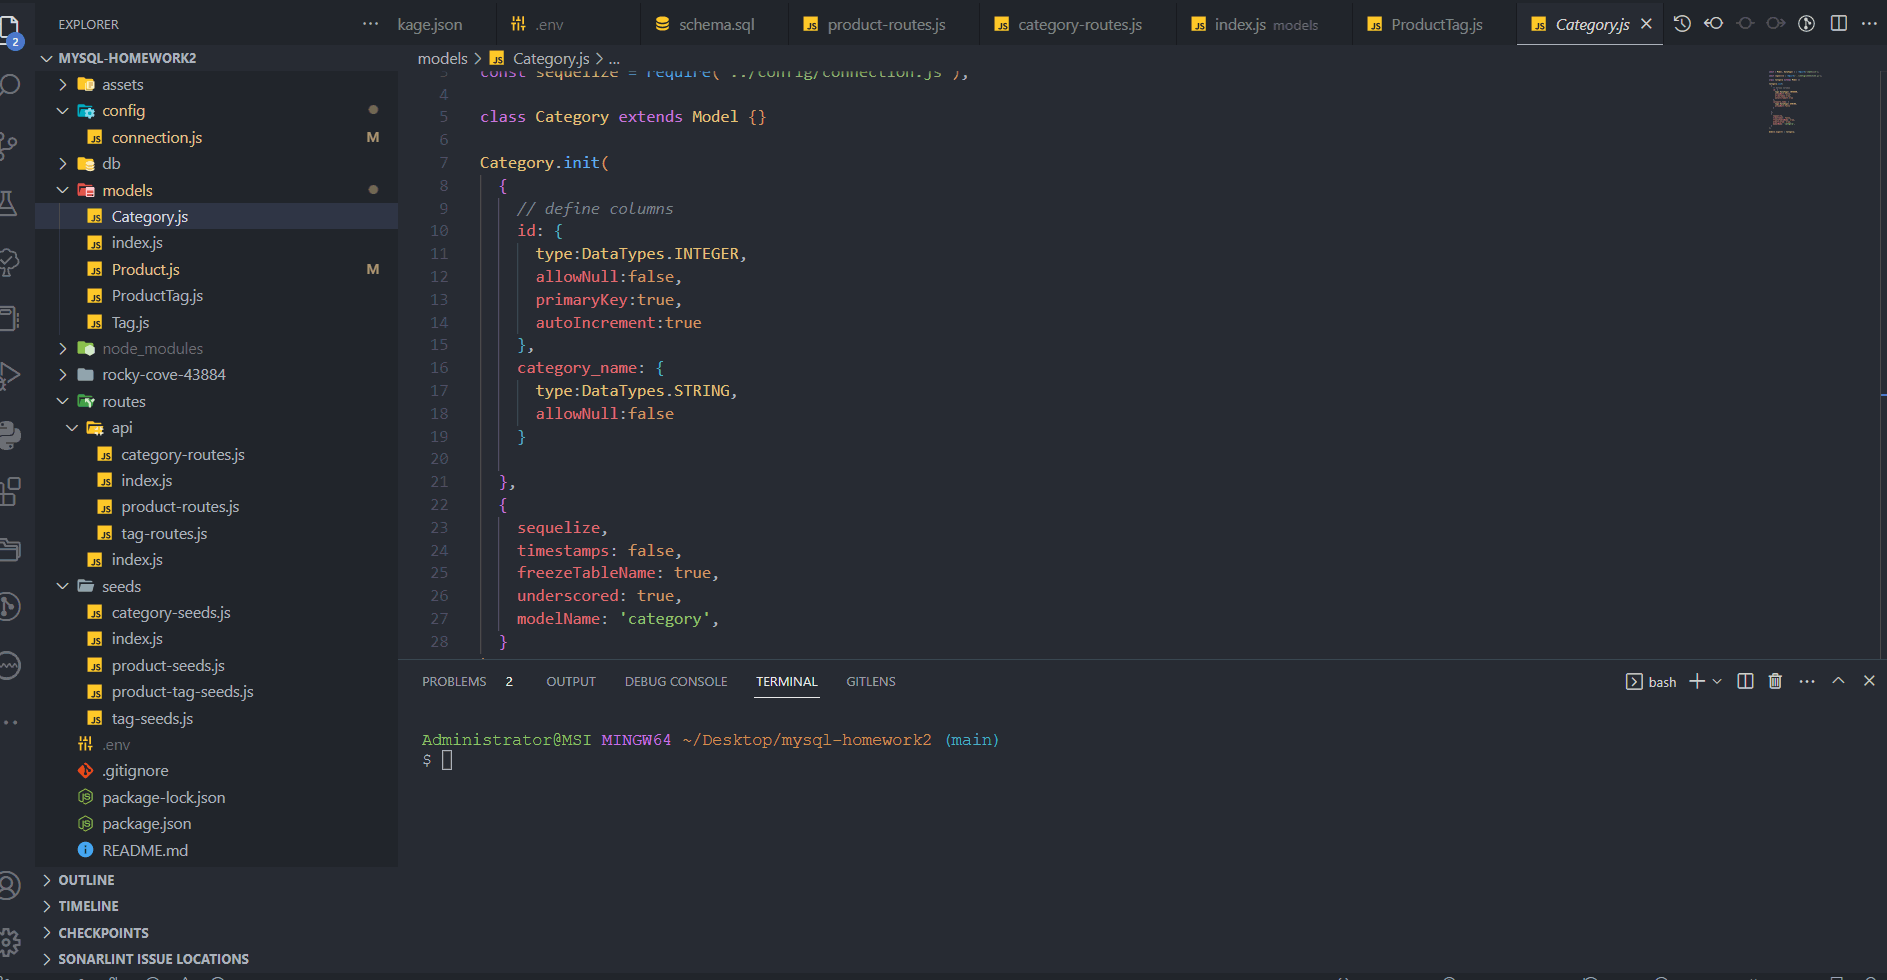 EXPLORER
kage.json
.env
schema.sql
product-routes.js
category-routes.js
index.js models
ProductTag.js
Category.js
2
MYSQL-HOMEWORK2
assets
config
connection.js M
db
models
Category.js
index.js
Product.js M
ProductTag.js
Tag.js
node_modules
rocky-cove-43884
routes
api
category-routes.js
index.js
product-routes.js
tag-routes.js
index.js
seeds
category-seeds.js
index.js
product-seeds.js
product-tag-seeds.js
tag-seeds.js
.env
.gitignore
package-lock.json
package.json
README.md
OUTLINE
TIMELINE
CHECKPOINTS
SONARLINT ISSUE LOCATIONS
models > Category.js > ...
3 const sequelize = require('../config/connection.js');
4
5 class Category extends Model {}
6
7 Category.init(
8 {
9 // define columns
10 id: {
11 type:DataTypes.INTEGER,
12 allowNull:false,
13 primaryKey:true,
14 autoIncrement:true
15 },
16 category_name: {
17 type:DataTypes.STRING,
18 allowNull:false
19 }
20
21 },
22 {
23 sequelize,
24 timestamps: false,
25 freezeTableName: true,
26 underscored: true,
27 modelName: 'category',
28 }
PROBLEMS 2 OUTPUT DEBUG CONSOLE TERMINAL GITLENS
bash
Administrator@MSI MINGW64 ~/Desktop/mysql-homework2 (main)
$